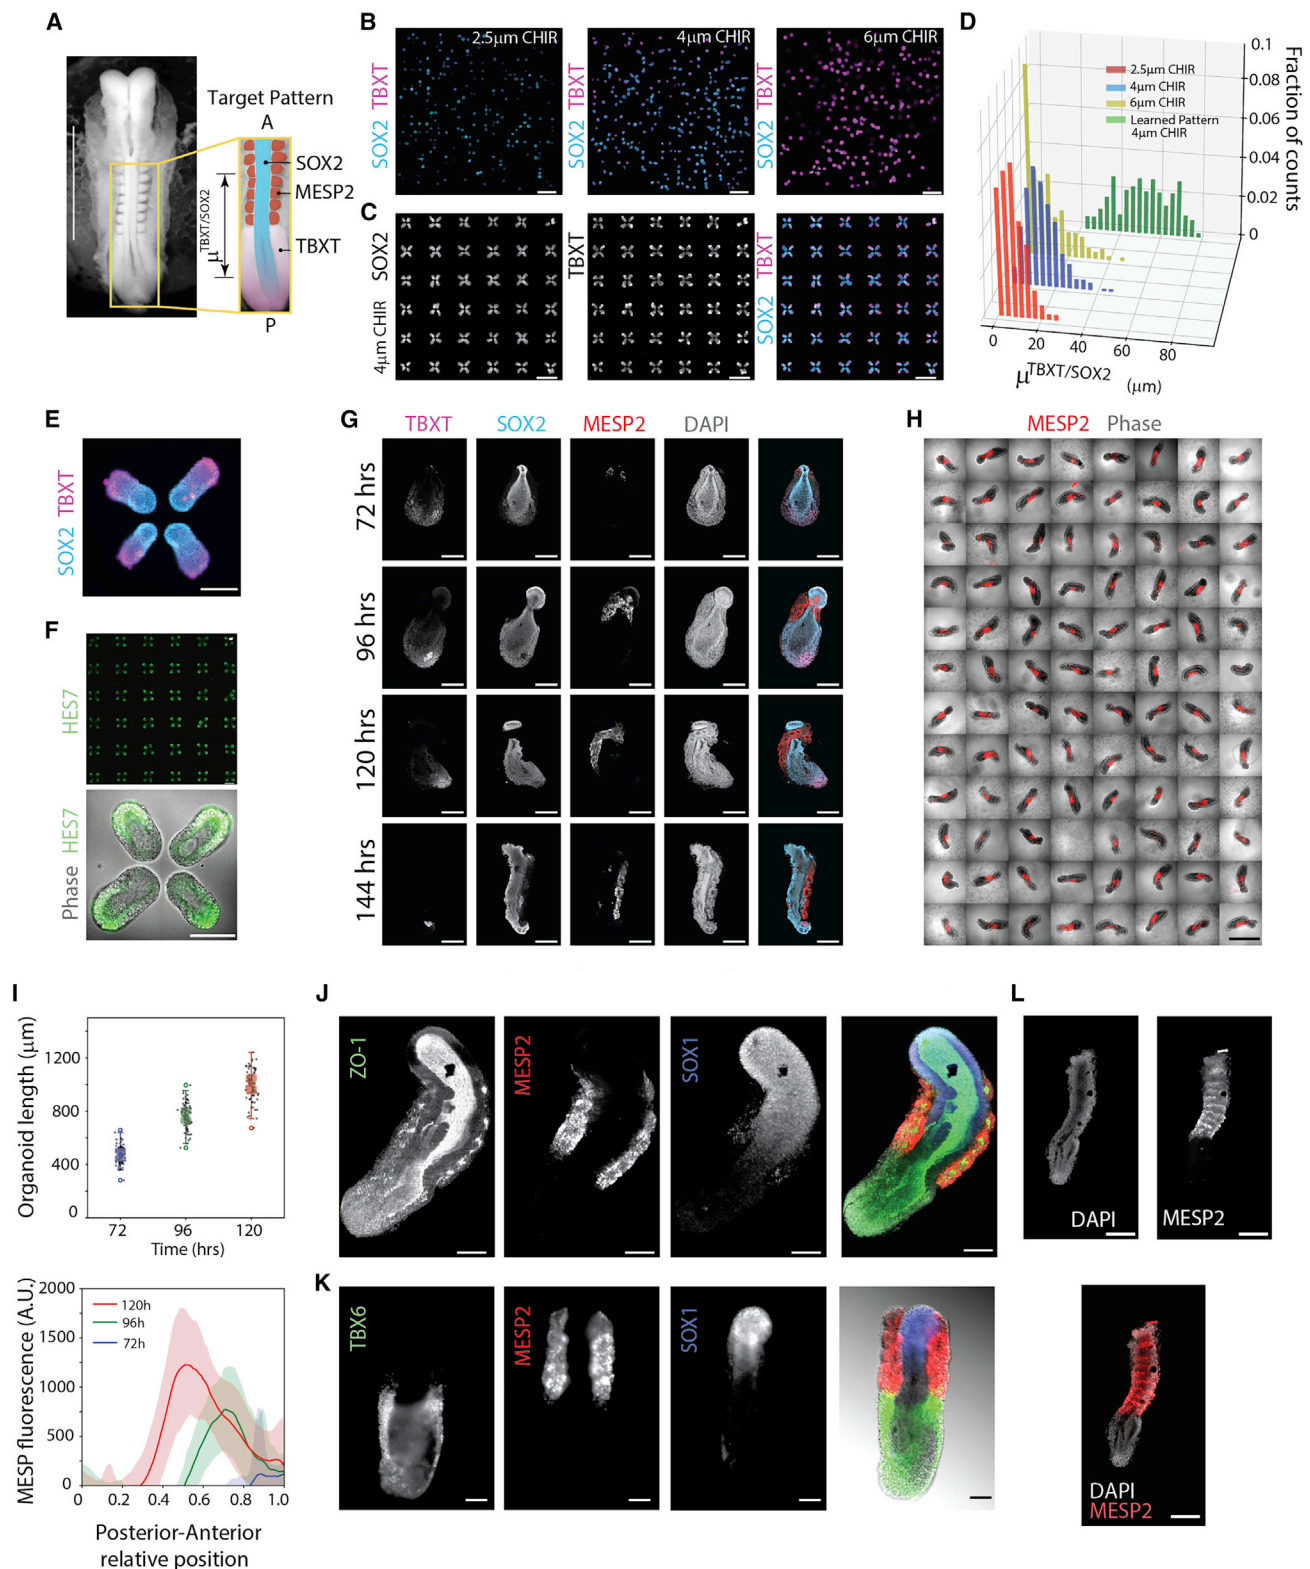 A
Target Pattern
A
SOX2
MESP2
TBXT
μTBXT/SOX2
P
B
SOX2 TBXT
2.5μm CHIR
SOX2 TBXT
4μm CHIR
SOX2 TBXT
6μm CHIR
C
4μm CHIR SOX2
TBXT
SOX2 TBXT
D
2.5μm CHIR
4μm CHIR
6μm CHIR
Learned Pattern
4μm CHIR
0.1
0.08
0.06
0.04
0.02
0
Fraction of counts
0
20
40
60
80
μTBXT/SOX2 (μm)
E
SOX2 TBXT
F
HES7
Phase HES7
G
TBXT SOX2 MESP2 DAPI
72 hrs
96 hrs
120 hrs
144 hrs
H
MESP2 Phase
I
Organoid length (μm)
1200
800
400
0
72 96 120
Time (hrs)
MESP fluorescence (A.U.)
2000
1500
1000
500
0
120h
96h
72h
0 0.2 0.4 0.6 0.8 1.0
Posterior-Anterior
relative position
J
ZO-1
MESP2
SOX1
K
TBX6
MESP2
SOX1
L
DAPI
MESP2
DAPI
MESP2